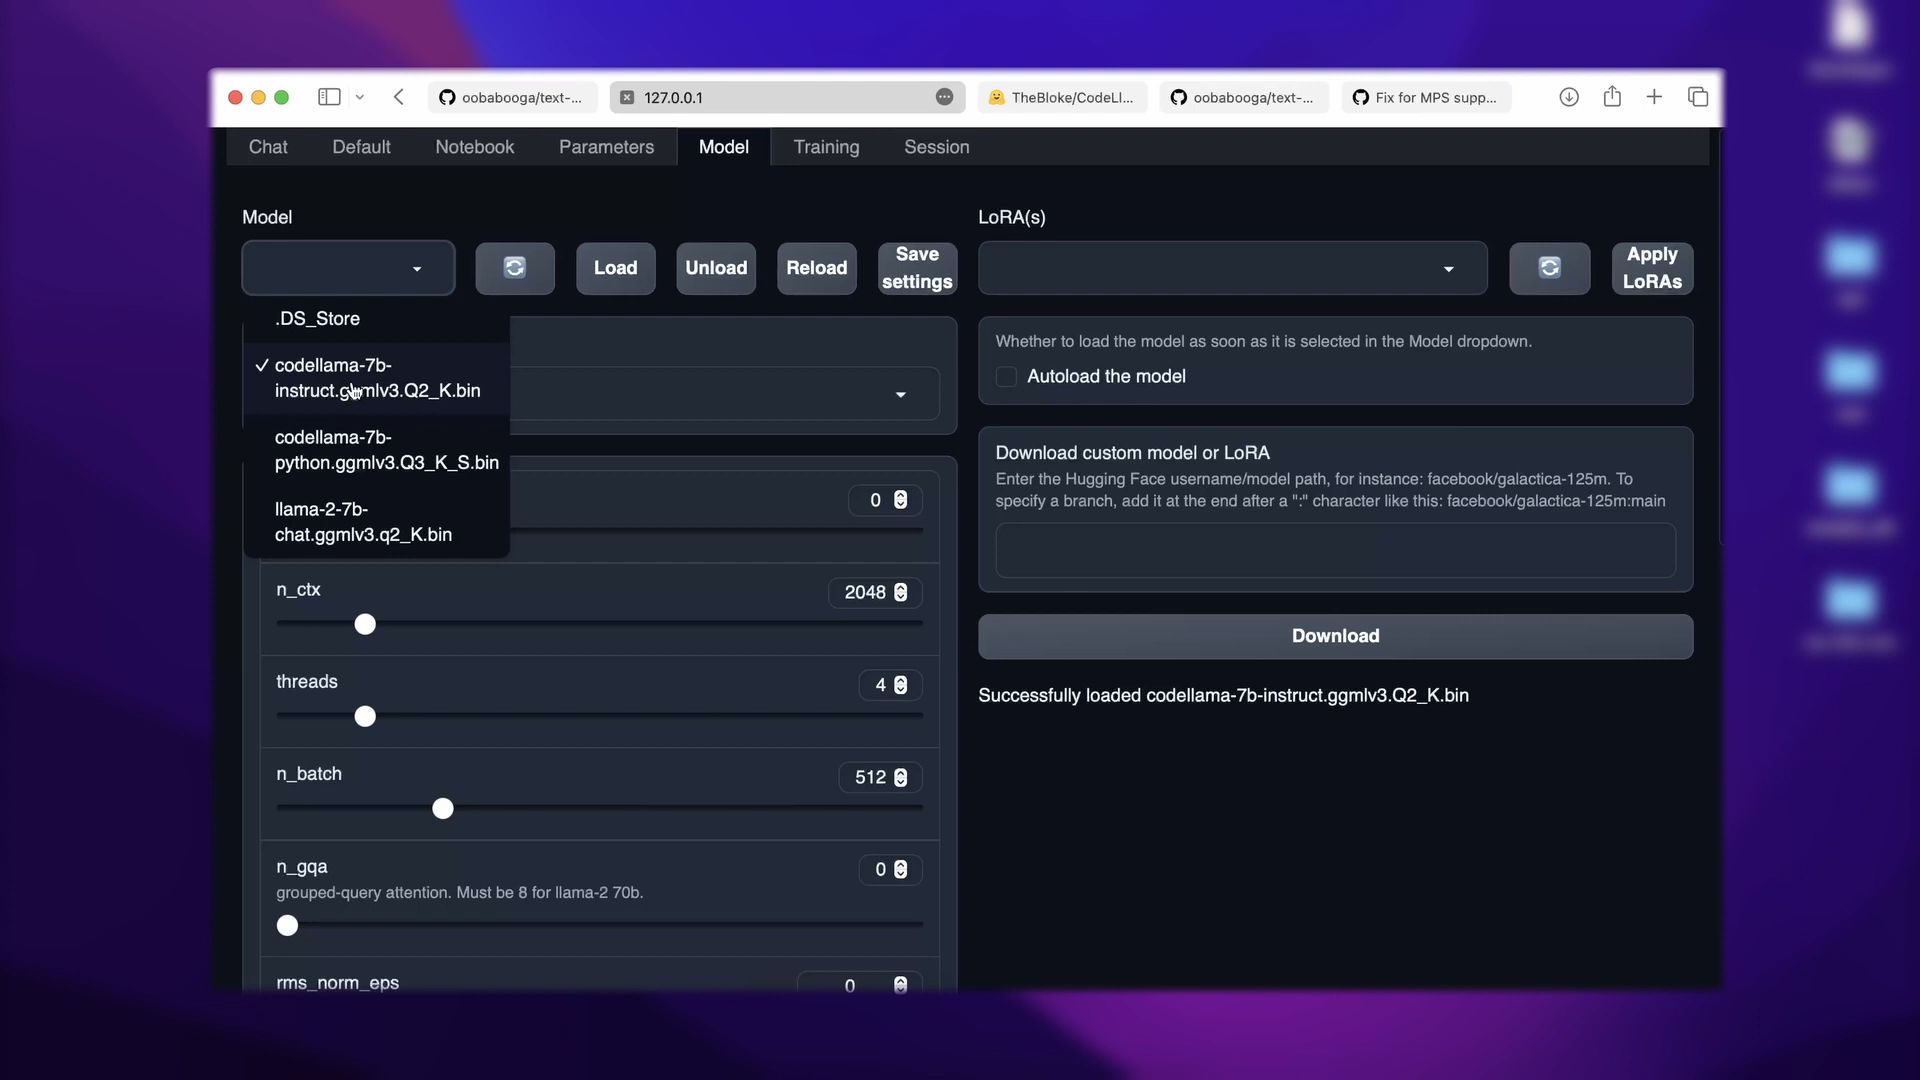 oobabooga/text-...
127.0.0.1
TheBloke/CodeLl...
oobabooga/text-...
Fix for MPS supp...
Chat
Default
Notebook
Parameters
Model
Training
Session
Model
LoRA(s)
Load
Unload
Reload
Save
settings
Apply
LoRAs
.DS_Store
codellama-7b-
instruct.ggmlv3.Q2_K.bin
codellama-7b-
python.ggmlv3.Q3_K_S.bin
llama-2-7b-
chat.ggmlv3.q2_K.bin
Whether to load the model as soon as it is selected in the Model dropdown.
Autoload the model
0
Download custom model or LoRA
Enter the Hugging Face username/model path, for instance: facebook/galactica-125m. To
specify a branch, add it at the end after a ":" character like this: facebook/galactica-125m:main
n_ctx
2048
Download
threads
4
Successfully loaded codellama-7b-instruct.ggmlv3.Q2_K.bin
n_batch
512
n_gqa
0
grouped-query attention. Must be 8 for llama-2 70b.
rms_norm_eps
0